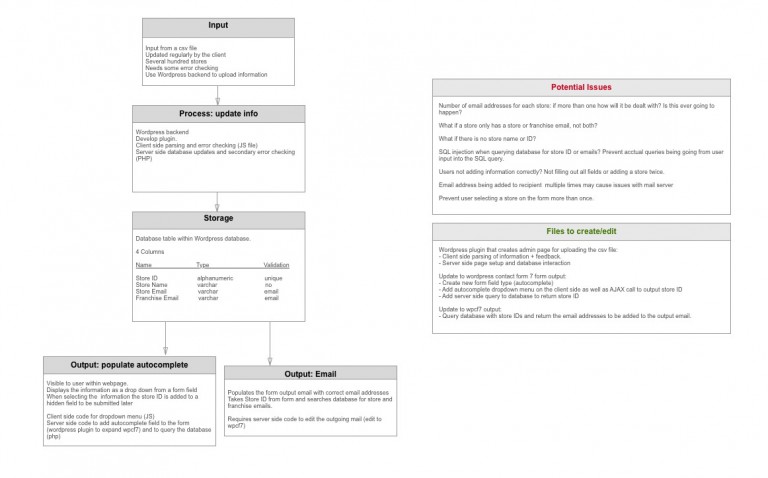 Input
Input from a csv file
Updated regularly by the client
Several hundred stores
Needs some error checking
Use Wordpress backend to upload information
Process: update info
Wordpress backend
Develop plugin.
Client side parsing and error checking (JS file)
Server side database updates and secondary error checking
(PHP)
Storage
Database table within Wordpress database.
4 Columns
Name Type Validation
Store ID elphanumeric unique
Store Name varchar no
Store Email varchar email
Franchise Email varchar email
Output: populate autocomplete
Visible to user within webpage.
Displays the information as a drop down from a form field
When selecting the information the store ID is added to a
hidden field to be submitted later
Client side code for dropdown menu (JS)
Server side code to add autocomplete field to the form
(wordpress plugin to expand wpcf7) and to query the database
(php)
Output: Email
Populates the form output email with correct email addresses
Takes Store ID from form and searches database for store and
franchise emails.
Requires server side code to edit the outgoing mail (edit to
wpcf7)
Potential Issues
Number of email addresses for each store: if more than one how will it be dealt with? Is this ever going to
happen?
What if a store only has a store or franchise email, not both?
What if there is no store name or ID?
SQL injection when querying database for store ID or emails? Prevent accrual queries being going from user
input into the SQL query.
Users not adding information correctly? Not filling out all fields or adding a store twice.
Email address being added to recipient multiple times may cause issues with mail server
Prevent user selecting a store on the form more than once.
Files to create/edit
Wordpress plugin that creates admin page for uploading the csv file:
- Client side parsing of information + feedback.
- Server side page setup and database interaction
Update to wordpress contact form 7 form output:
- Create new form field type (autocomplete)
- Add autocomplete dropdown menu on the client side as well as AJAX call to output store ID
- Add server side query to database to return store ID
Update to wpcf7 output:
- Query database with store IDs and return the email addresses to be added to the output email.